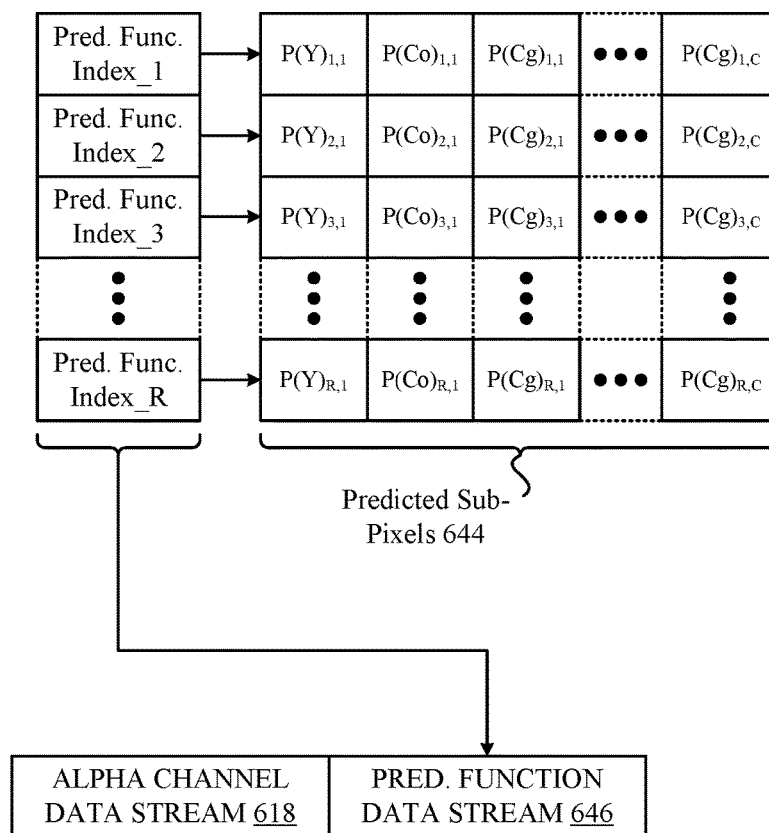 Pred. Func.
Index_1
P(Y)1,1 P(Co)1,1 P(Cg)1,1 ●●● P(Cg)1,C
Pred. Func.
Index_2
P(Y)2,1 P(Co)2,1 P(Cg)2,1 ●●● P(Cg)2,C
Pred. Func.
Index_3
P(Y)3,1 P(Co)3,1 P(Cg)3,1 ●●● P(Cg)3,C
Pred. Func.
Index_R
P(Y)R,1 P(Co)R,1 P(Cg)R,1 ●●● P(Cg)R,C
Predicted Sub-
Pixels 644
ALPHA CHANNEL
DATA STREAM 618
PRED. FUNCTION
DATA STREAM 646